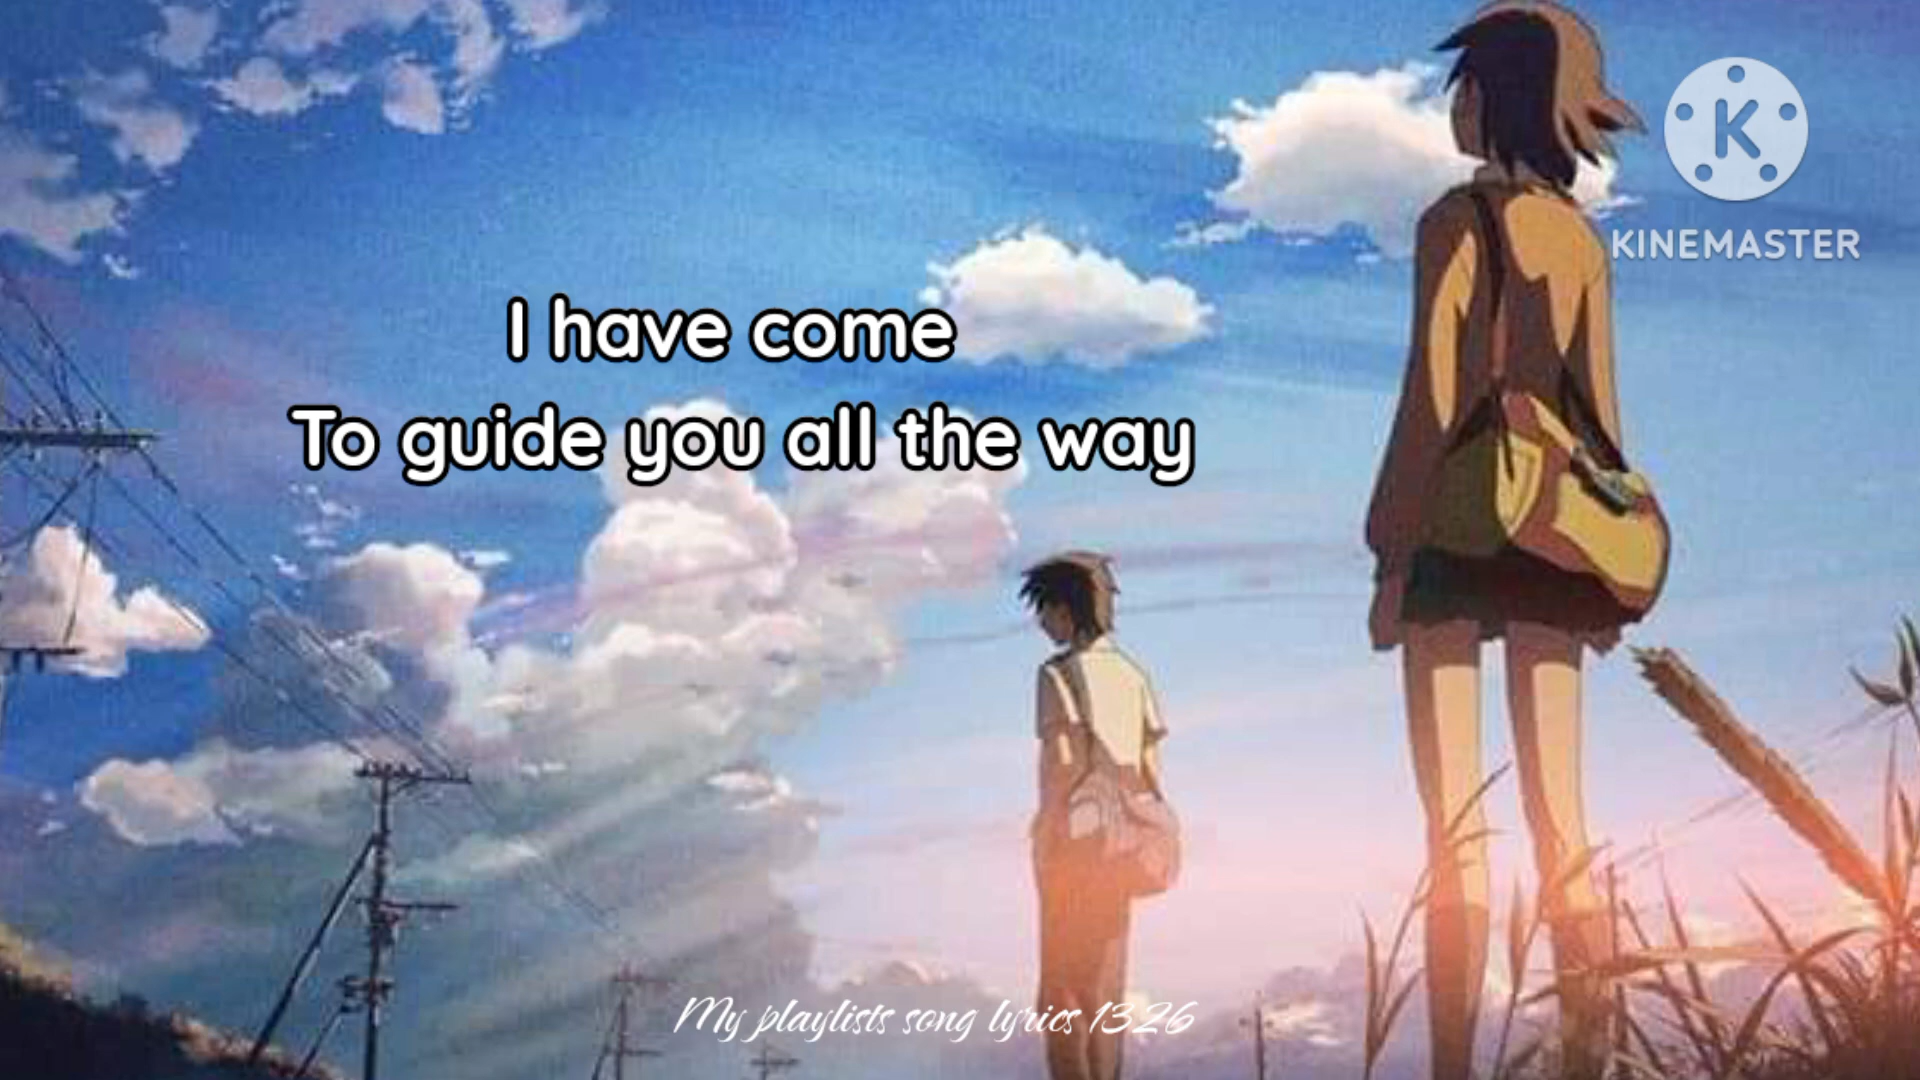 K
KINEMASTER
I have come
To guide you all the way
My playlists song lyrics 1326